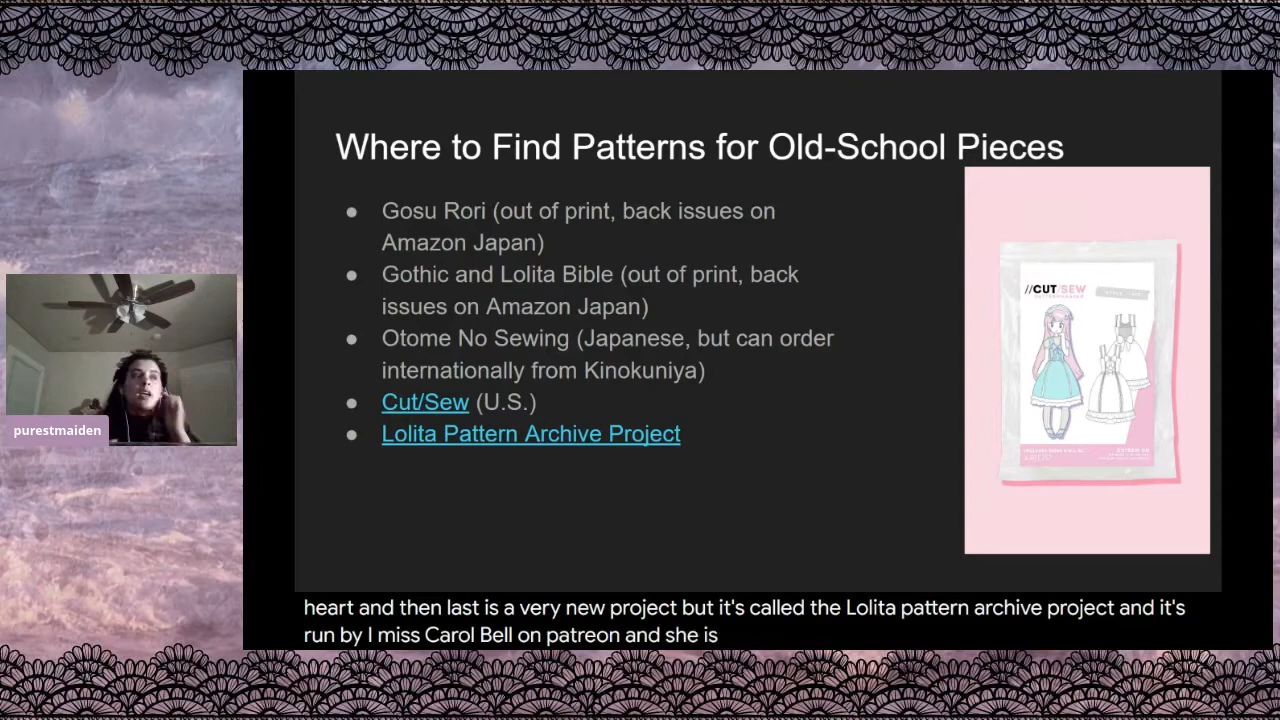 Where to Find Patterns for Old-School Pieces
● Gosu Rori (out of print, back issues on
Amazon Japan)
● Gothic and Lolita Bible (out of print, back
issues on Amazon Japan)
● Otome No Sewing (Japanese, but can order
internationally from Kinokuniya)
● Cut/Sew (U.S.)
● Lolita Pattern Archive Project
//CUT/SEW
purestmaiden
heart and then last is a very new project but it's called the Lolita pattern archive project and it's
run by I miss Carol Bell on patreon and she is